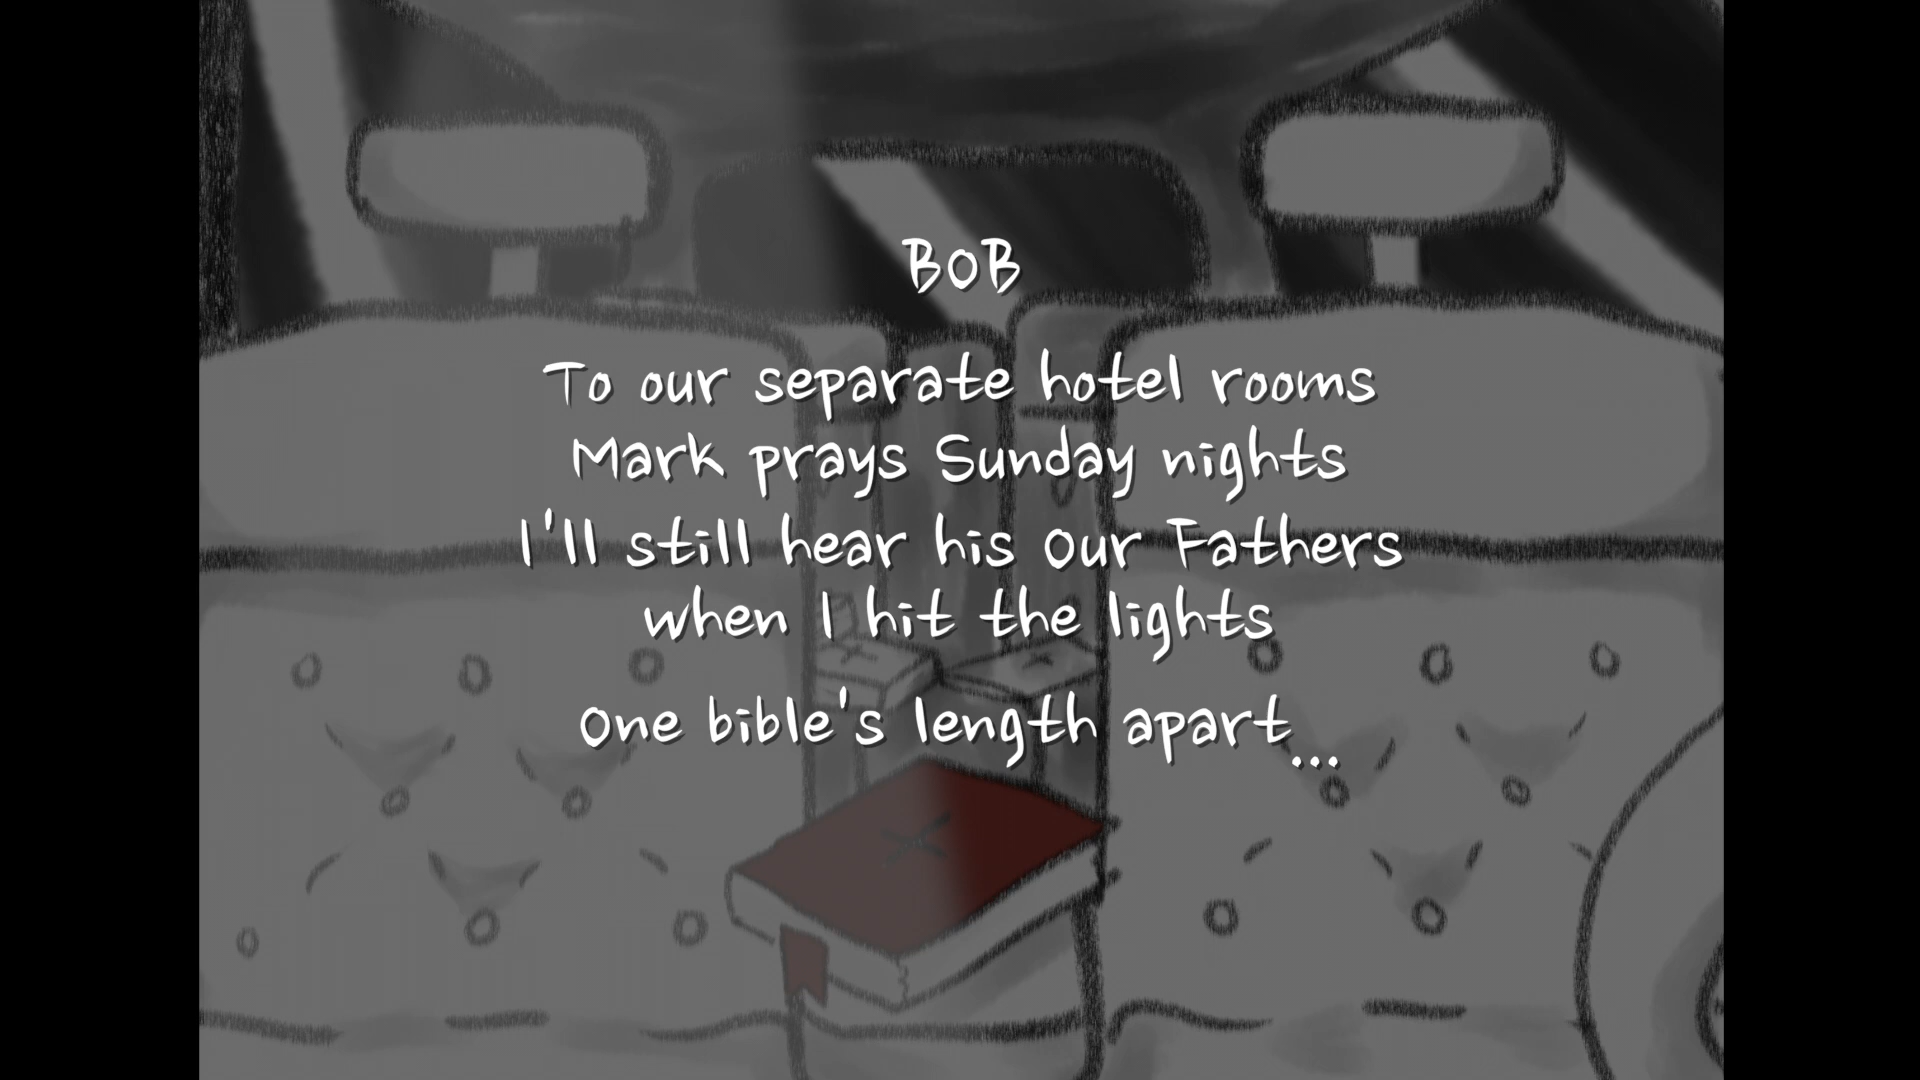 BOB
To our separate hotel rooms
Mark prays Sunday nights
I'll still hear his Our Fathers
when I hit the lights
One bible's length apart...